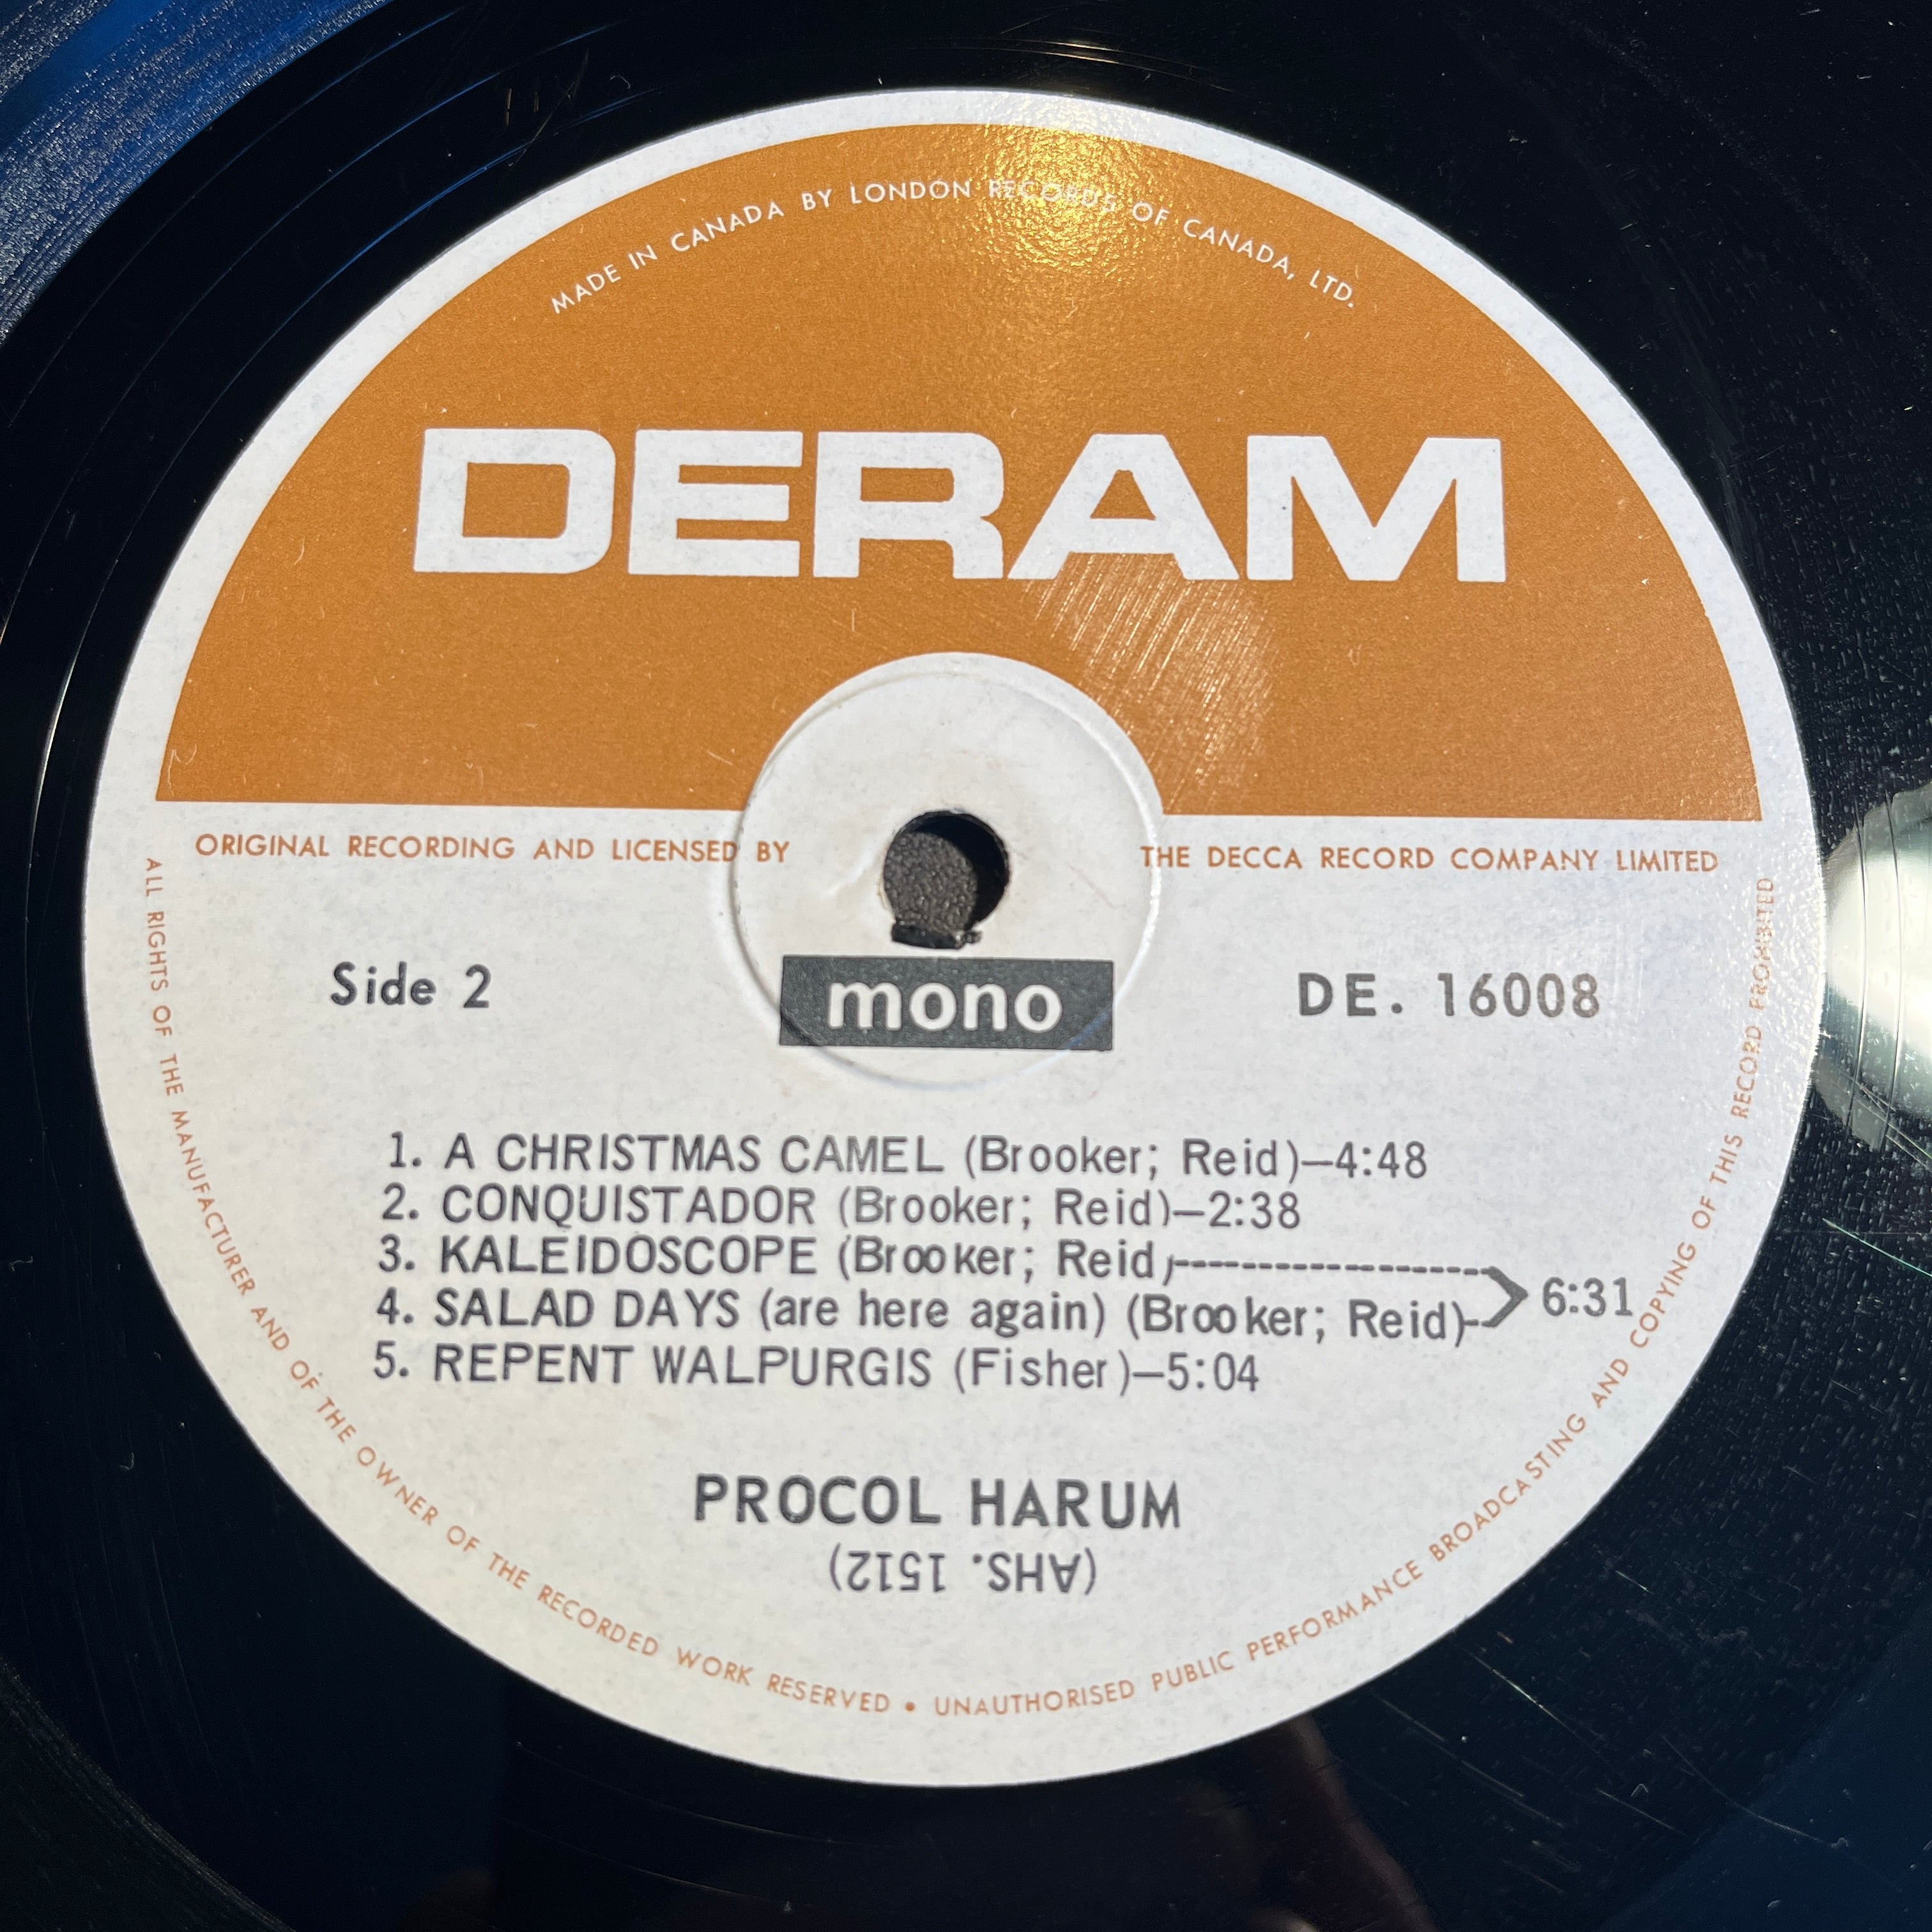 MADE IN CANADA BY LONDON RECORDS OF CANADA, LTD.
DERAM
ORIGINAL RECORDING AND LICENSED BY THE DECCA RECORD COMPANY LIMITED
Side 2
mono
DE. 16008
1. A CHRISTMAS CAMEL (Brooker; Reid)—4:48
2. CONQUISTADOR (Brooker; Reid)—2:38
3. KALEIDOSCOPE (Brooker; Reid)
4. SALAD DAYS (are here again) (Brooker; Reid)
6:31
5. REPENT WALPURGIS (Fisher)—5:04
PROCOL HARUM
(AHS. 1512)
ALL RIGHTS OF THE MANUFACTURER AND OF THE OWNER OF THE RECORDED WORK RESERVED • UNAUTHORISED PUBLIC PERFORMANCE BROADCASTING AND COPYING OF THIS RECORD PROHIBITED